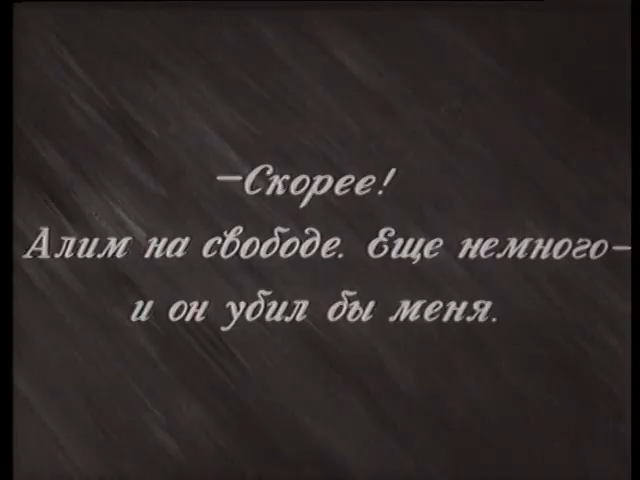 —Скорее!
Алим на свободе. Еще немного—
и он убил бы меня.